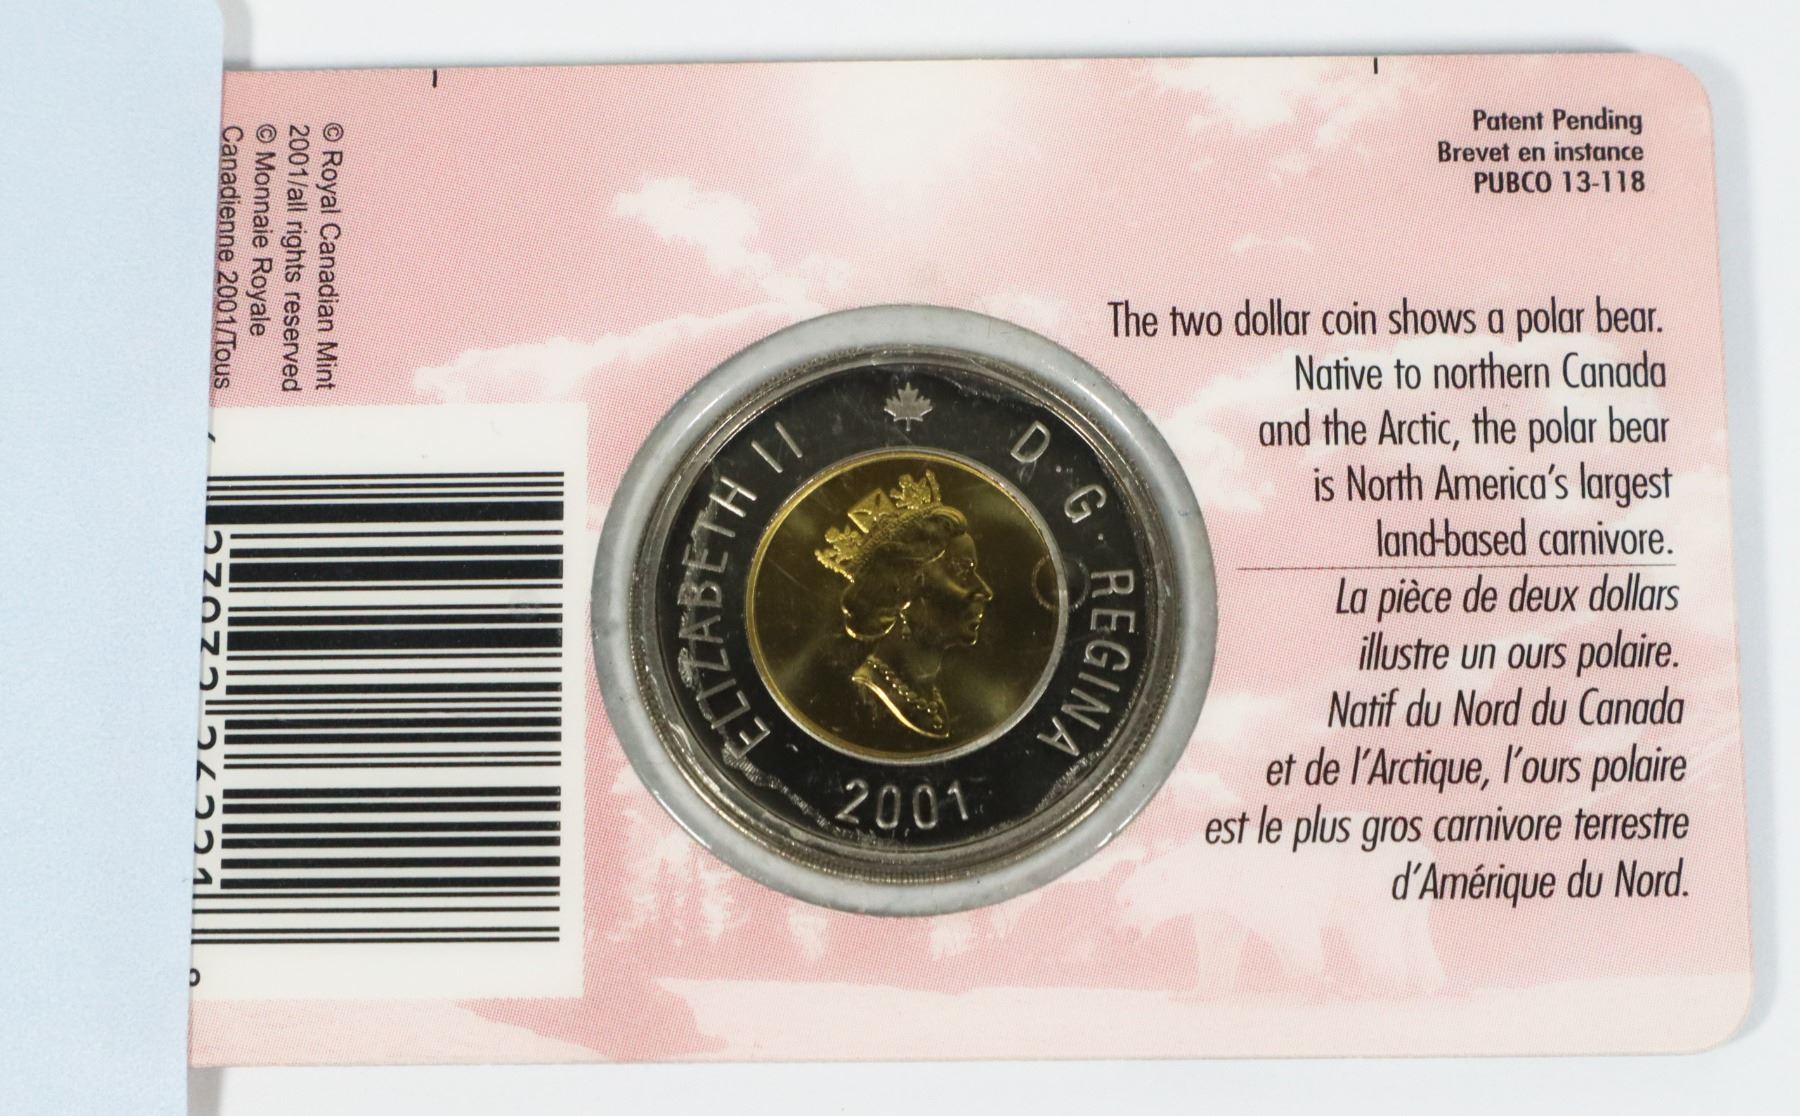 Patent Pending
Brevet en instance
PUBCO 13-118
© Royal Canadian Mint
2001/all rights reserved
© Monnaie Royale
Canadienne 2001/Tous
The two dollar coin shows a polar bear.
Native to northern Canada
and the Arctic, the polar bear
is North America's largest
land-based carnivore.
La pièce de deux dollars
illustre un ours polaire.
Natif du Nord du Canada
et de l'Arctique, l'ours polaire
est le plus gros carnivore terrestre
d'Amérique du Nord.
ELIZABETH II D·G·REGINA
2001
8